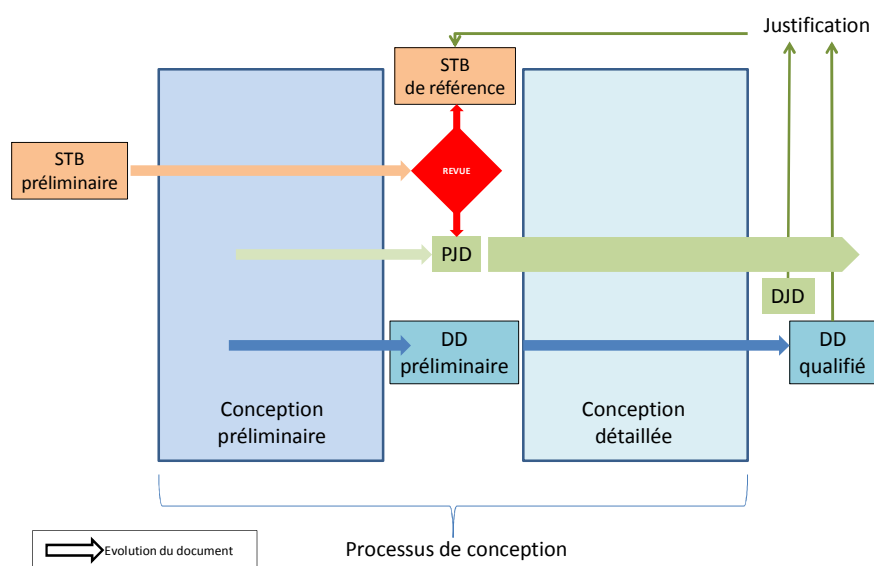 Justification
STB
de référence
STB
préliminaire
REVUE
PJD
DJD
DD
préliminaire
DD
qualifié
Conception
préliminaire
Conception
détaillée
Evolution du document
Processus de conception